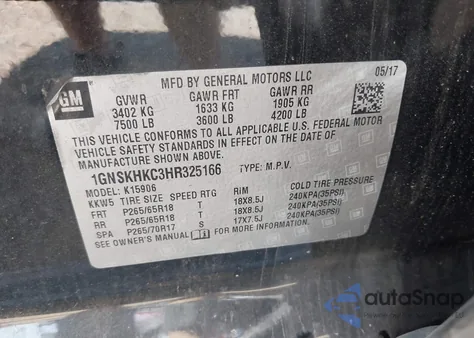 MFD BY GENERAL MOTORS LLC 05/17
GM
GVWR GAWR FRT GAWR RR
3402 KG 1633 KG 1905 KG
7500 LB 3600 LB 4200 LB
THIS VEHICLE CONFORMS TO ALL APPLICABLE U.S. FEDERAL MOTOR
VEHICLE SAFETY STANDARDS IN EFFECT ON THE DATE OF
MANUFACTURE SHOWN ABOVE.
1GNSKHKC3HR325166 TYPE: M.P.V.
MODEL: K15906
KKW5 TIRE SIZE SPEED RTG RIM COLD TIRE PRESSURE
FRT P265/65R18 T 18X8.5J 240KPA(35PSI)
RR P265/65R18 T 18X8.5J 240KPA(35PSI)
SPA P265/70R17 S 17X7.5J 240KPA(35PSI)
SEE OWNER'S MANUAL FOR MORE INFORMATION.
autoSnap